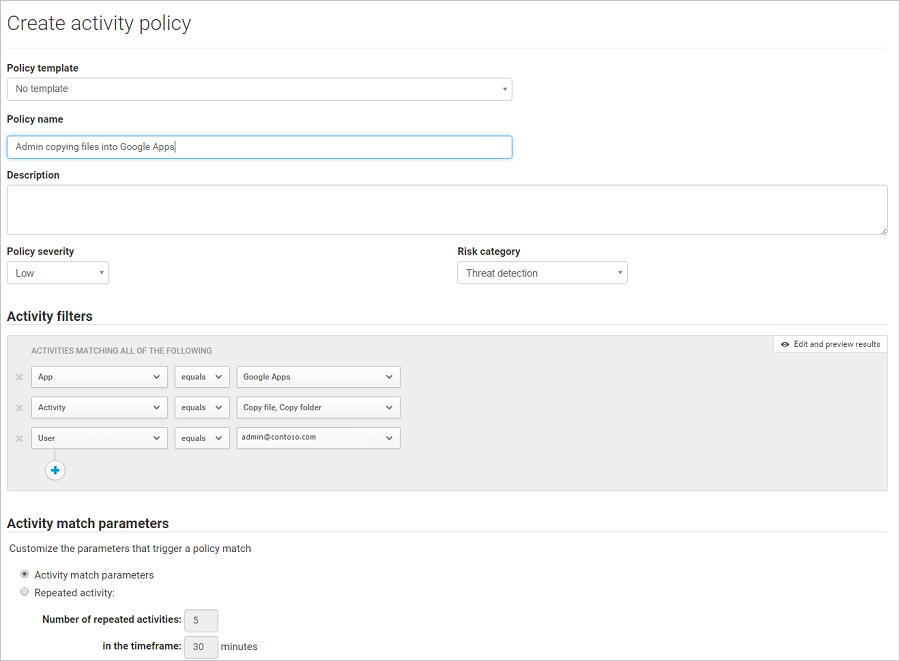 Create activity policy
Policy template
No template
Policy name
Admin copying files into Google Apps
Description
Policy severity
Risk category
Low
Threat detection
Activity filters
ACTIVITIES MATCHING ALL OF THE FOLLOWING
Edit and preview results
App equals Google Apps
Activity equals Copy file, Copy folder
User equals admin@contoso.com
Activity match parameters
Customize the parameters that trigger a policy match
Activity match parameters
Repeated activity:
Number of repeated activities: 5
in the timeframe: 30 minutes